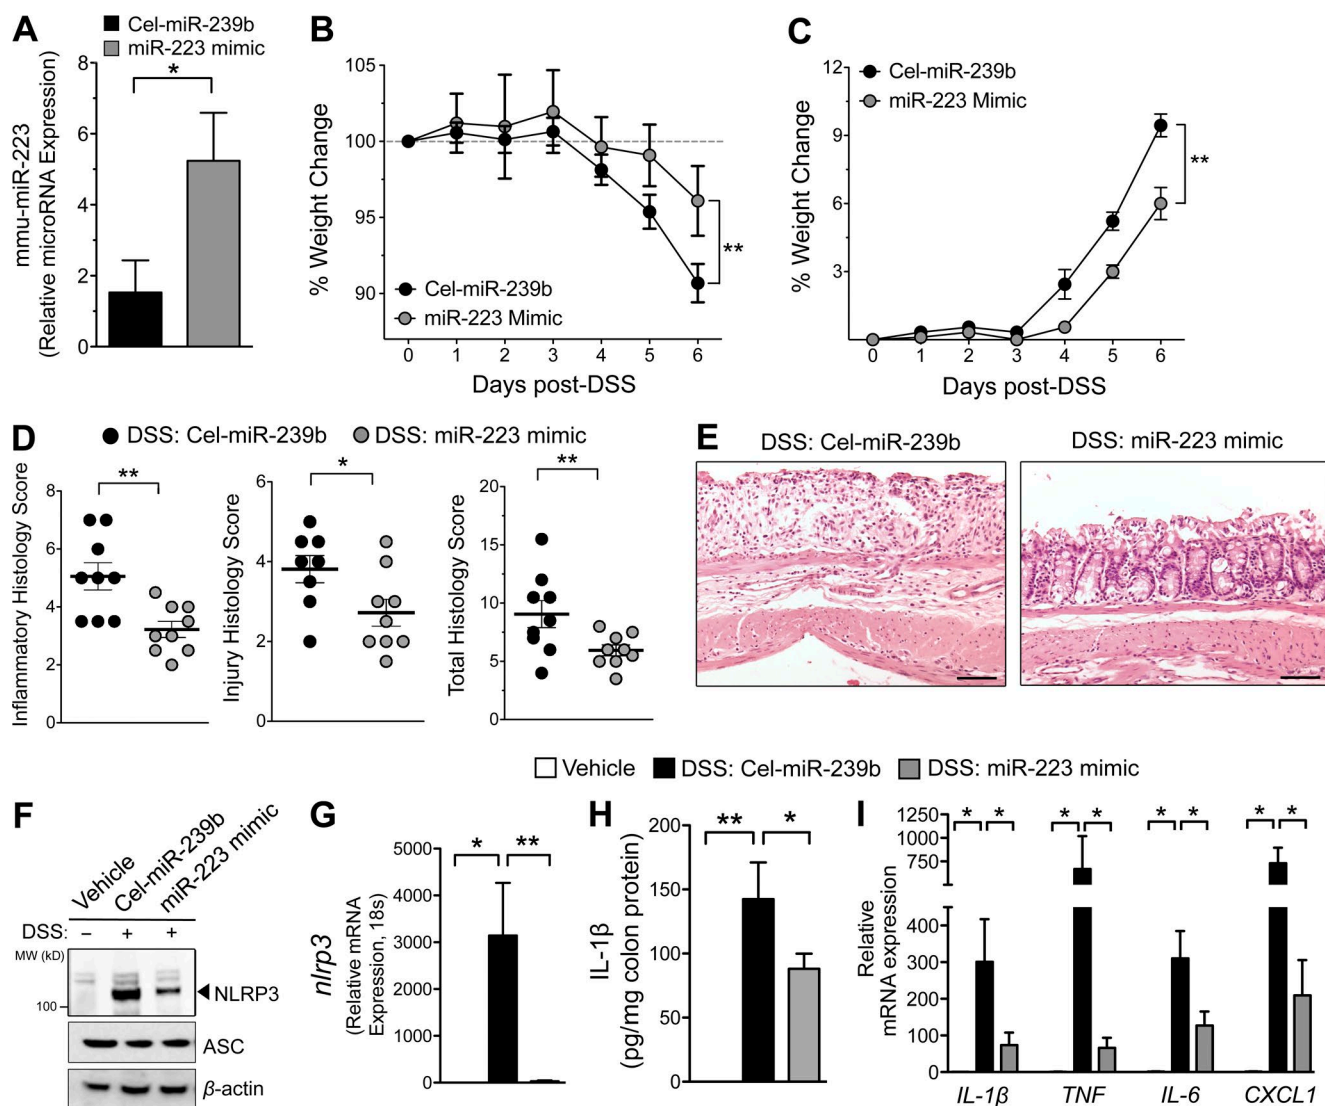 A
Cel-miR-239b
miR-223 mimic
mmu-miR-223
(Relative microRNA Expression)
8
6
4
2
0
*
B
105
100
95
90
% Weight Change
Cel-miR-239b
miR-223 Mimic
**
0 1 2 3 4 5 6
Days post-DSS
C
12
9
6
3
% Weight Change
Cel-miR-239b
miR-223 Mimic
**
0 1 2 3 4 5 6
Days post-DSS
D
DSS: Cel-miR-239b DSS: miR-223 mimic
Inflammatory Histology Score
8
6
4
2
0
**
Injury Histology Score
6
4
2
0
*
Total Histology Score
20
15
10
5
0
**
E
DSS: Cel-miR-239b DSS: miR-223 mimic
Vehicle DSS: Cel-miR-239b DSS: miR-223 mimic
F
Vehicle
Cel-miR-239b
miR-223 mimic
DSS: – + +
MW (kD)
100
NLRP3
ASC
β-actin
G
nlrp3
(Relative mRNA
Expression, 18s)
5000
4000
3000
2000
1000
0
* **
H
IL-1β
(pg/mg colon protein)
200
150
100
50
0
** *
I
Relative
mRNA expression
1250
750
300
200
100
0
* * * * * * * *
IL-1β TNF IL-6 CXCL1